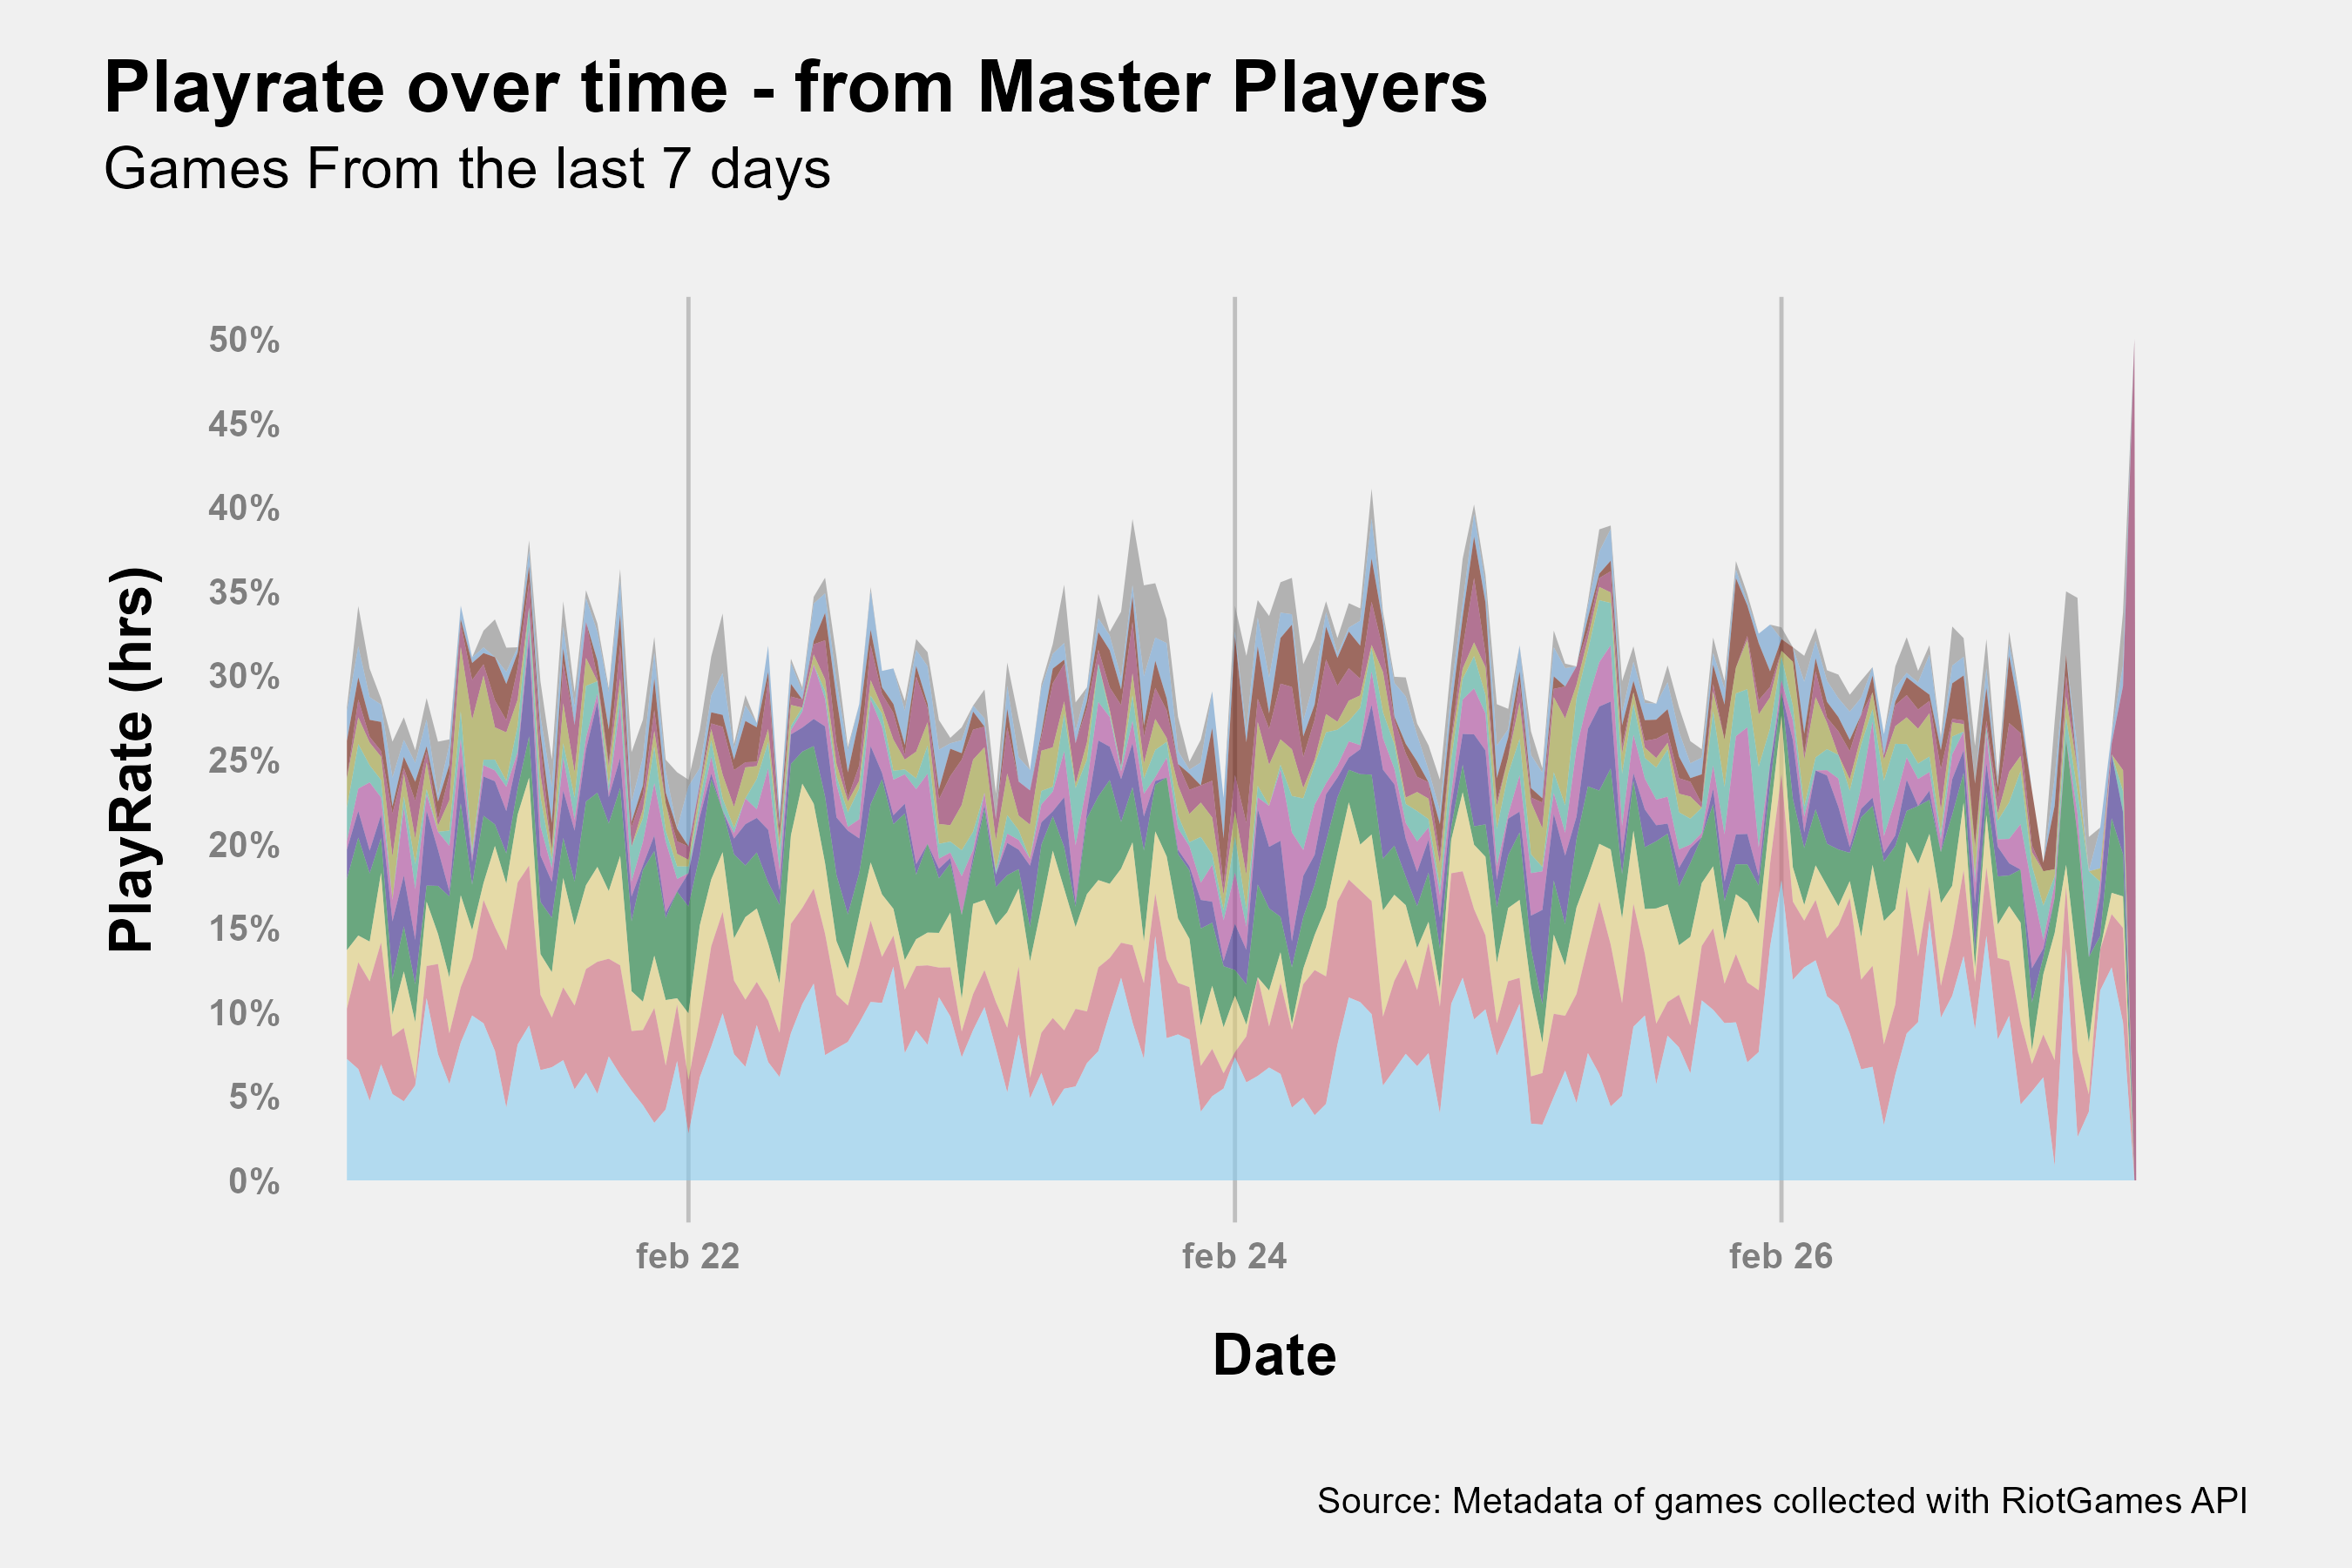 Playrate over time - from Master Players
Games From the last 7 days
PlayRate (hrs)
50%
45%
40%
35%
30%
25%
20%
15%
10%
5%
0%
feb 22
feb 24
feb 26
Date
Source: Metadata of games collected with RiotGames API